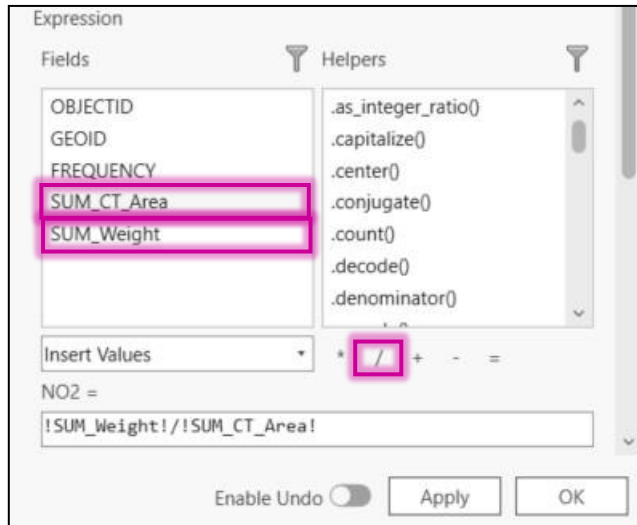 Expression
Fields
Helpers
OBJECTID
GEOID
FREQUENCY
SUM_CT_Area
SUM_Weight
.as_integer_ratio()
.capitalize()
.center()
.conjugate()
.count()
.decode()
.denominator()
Insert Values
* / + - =
NO2 =
!SUM_Weight!/!SUM_CT_Area!
Enable Undo
Apply
OK